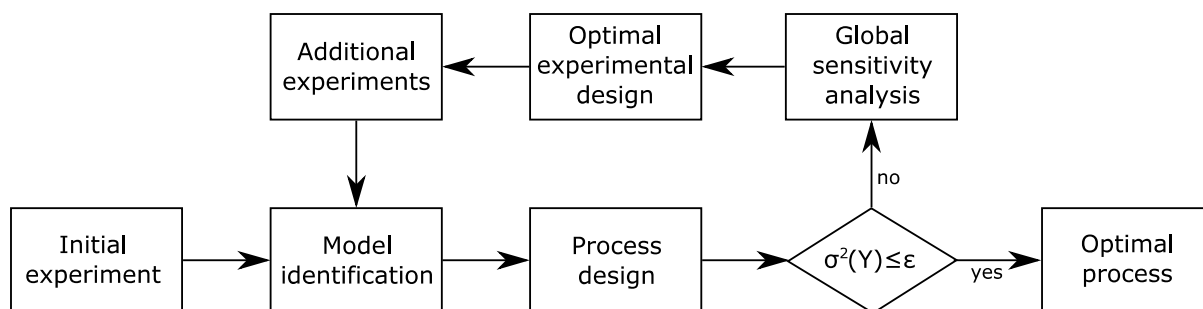 Additional
experiments
Optimal
experimental
design
Global
sensitivity
analysis
no
Initial
experiment
Model
identification
Process
design
σ²(Y)≤ε
yes
Optimal
process